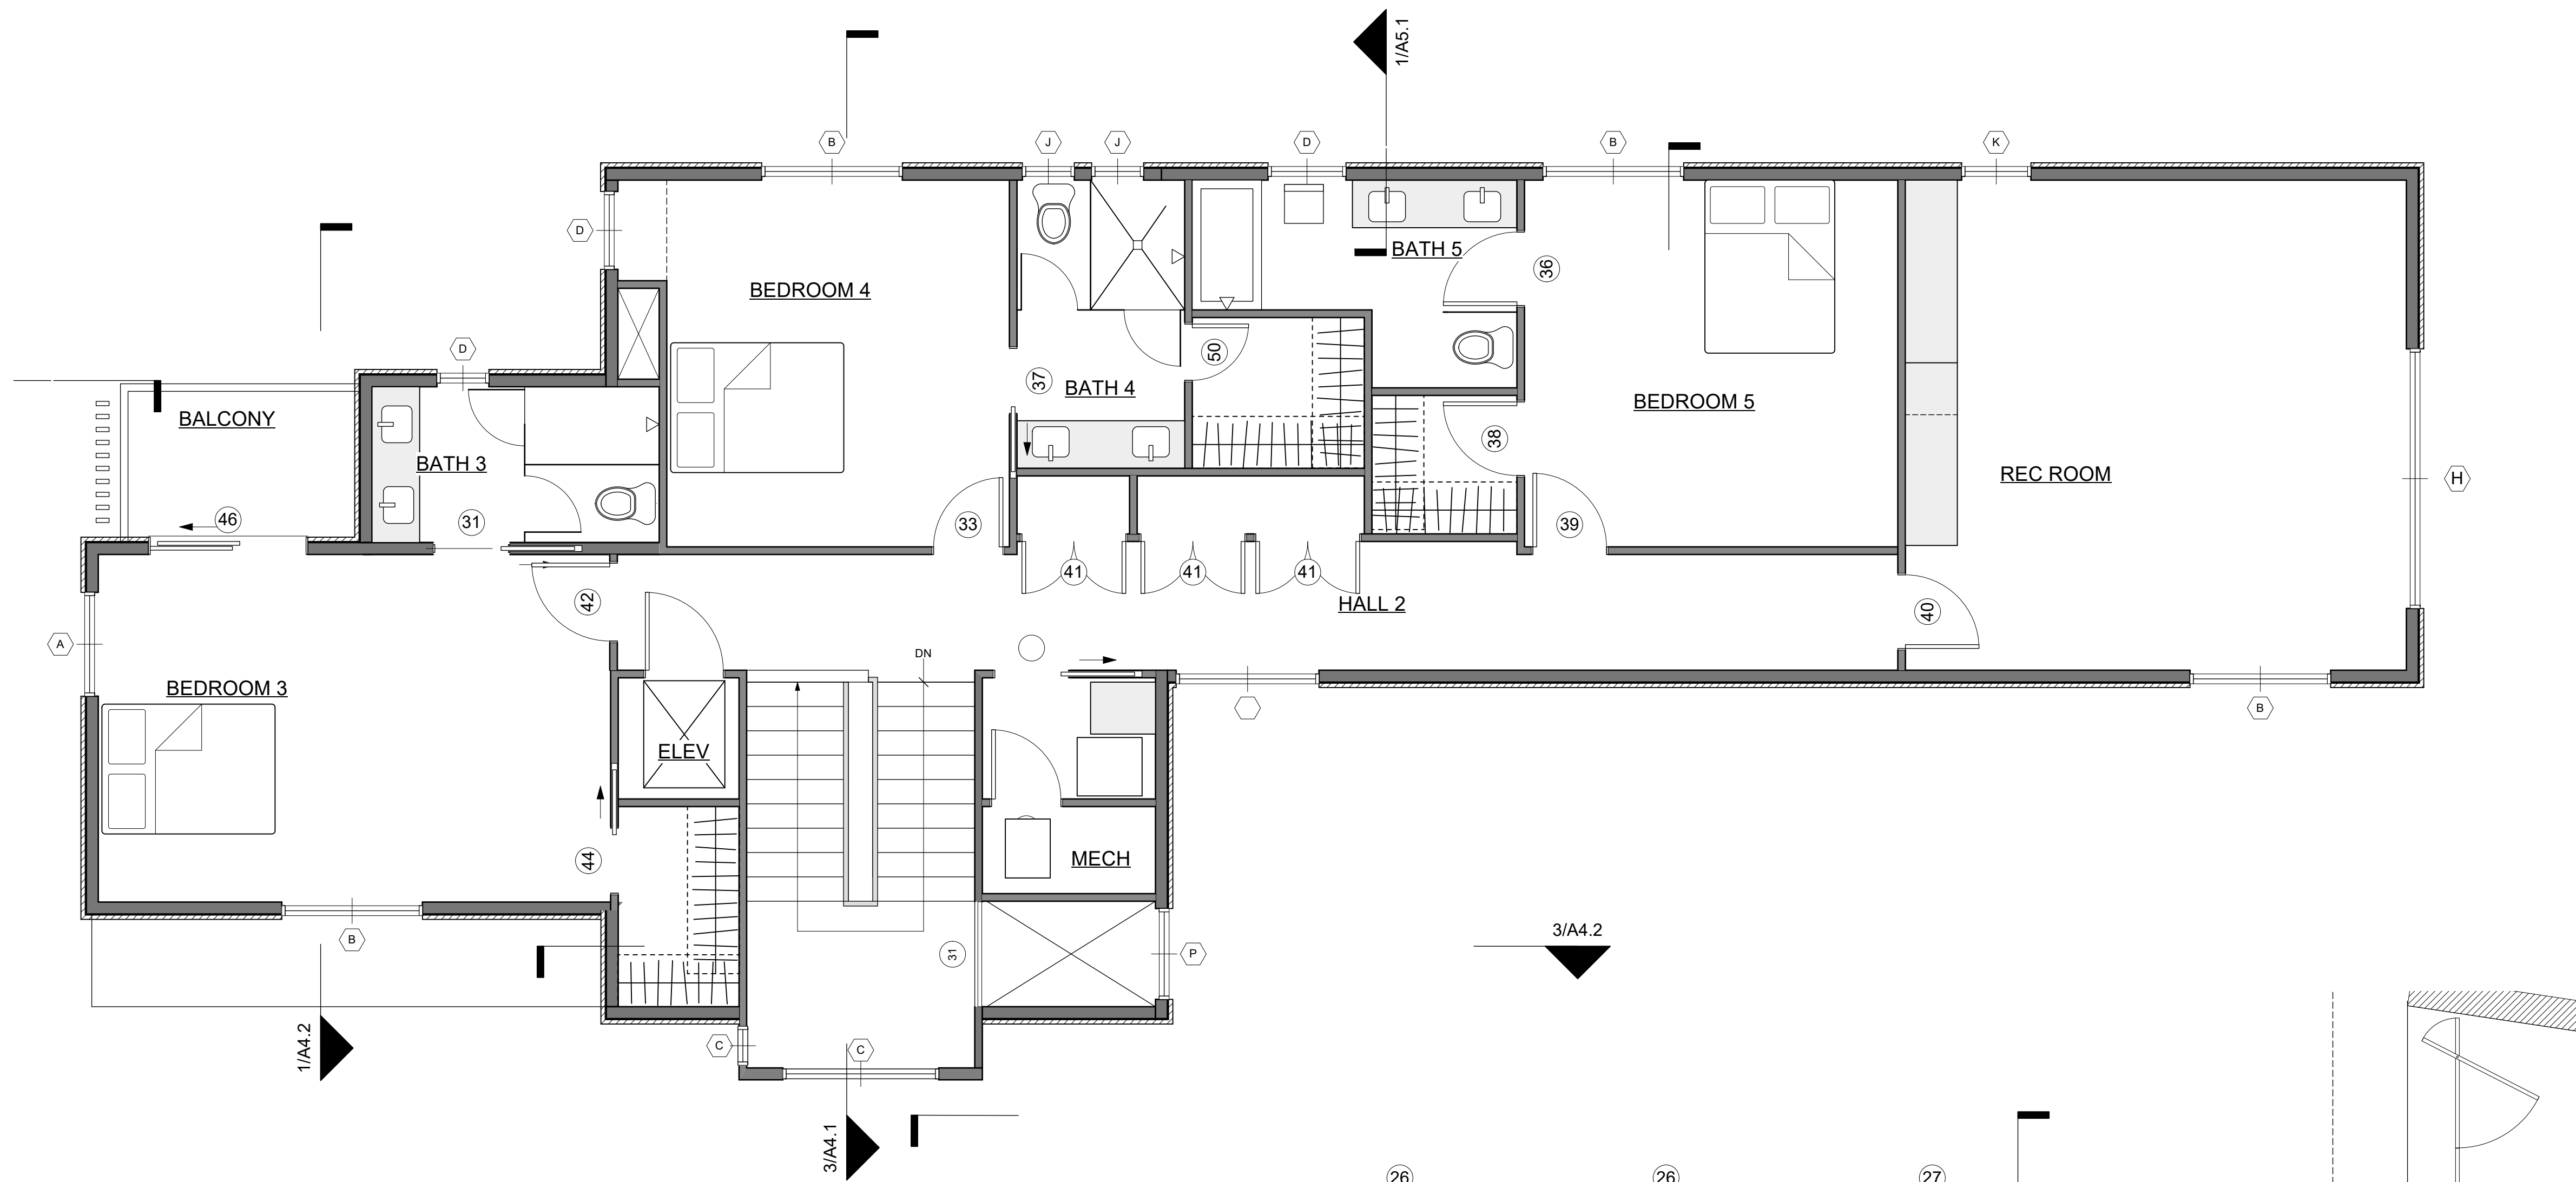 1/A5.1
B
J
J
D
B
K
D
BATH 5
36
BEDROOM 4
D
50
37
BATH 4
BEDROOM 5
BALCONY
38
BATH 3
REC ROOM
H
46
31
33
39
41
41
41
42
HALL 2
40
A
DN
BEDROOM 3
B
ELEV
44
MECH
3/A4.2
B
31
P
1/A4.2
C
C
3/A4.1
26
26
27